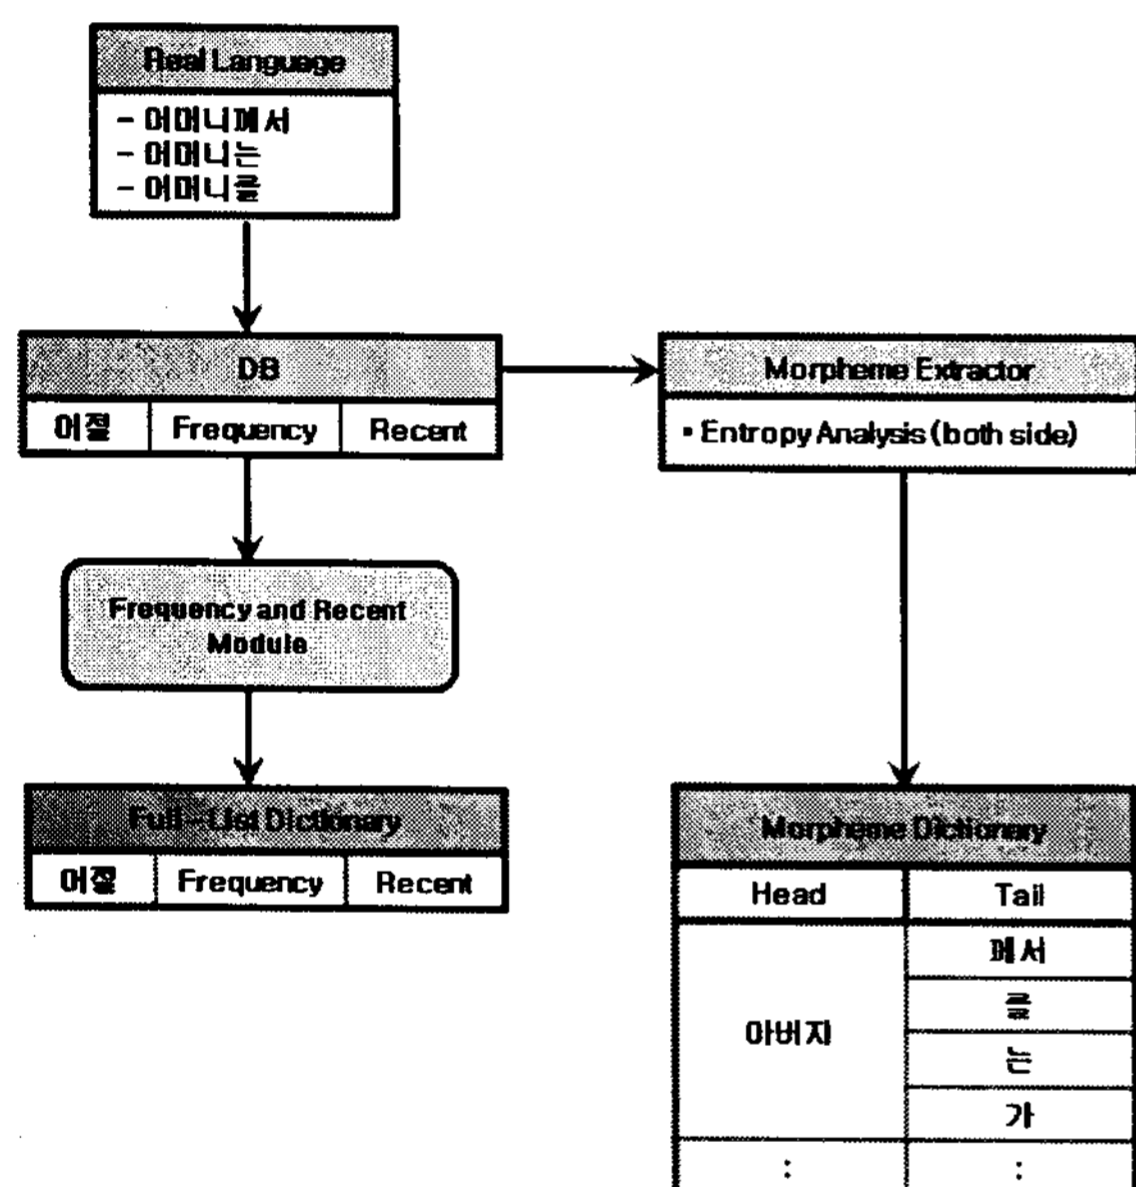 Real Language
- 어머니께서
- 어머니는
- 어머니를
DB
어절 Frequency Recent
Morpheme Extractor
▪ Entropy Analysis (both side)
Frequency and Recent
Module
Full-List Dictionary
어절 Frequency Recent
Morpheme Dictionary
Head Tail
아버지
께서
를
는
가
: :